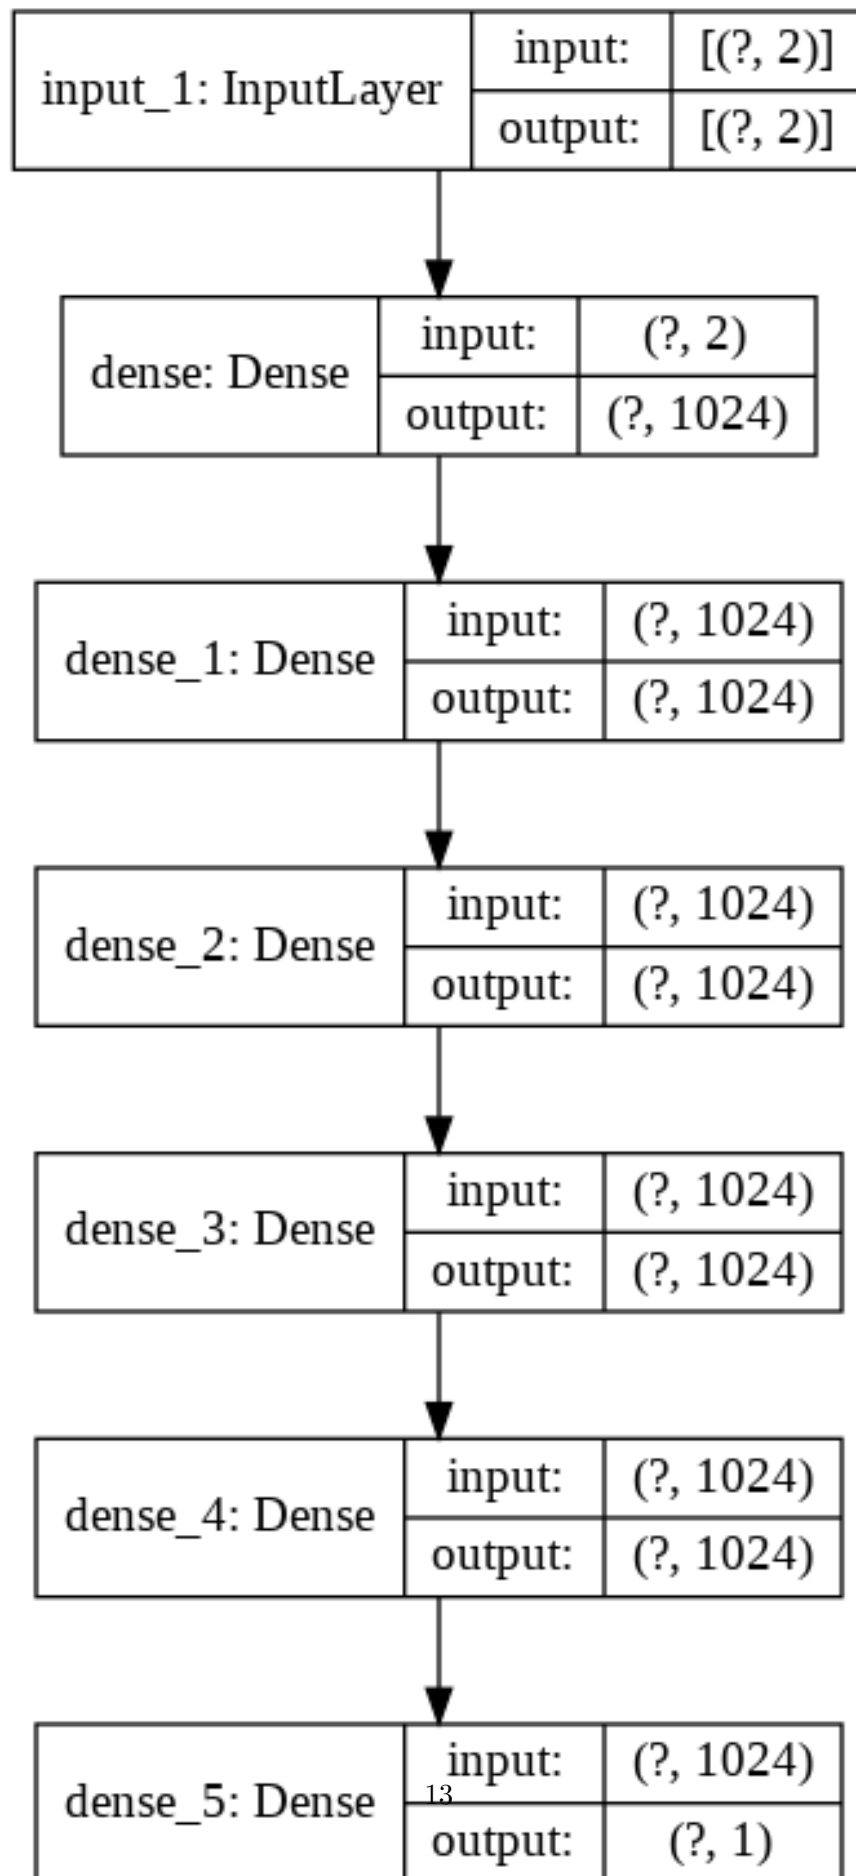 input_1: InputLayer
input: [(?, 2)]
output: [(?, 2)]
dense: Dense
input: (?, 2)
output: (?, 1024)
dense_1: Dense
input: (?, 1024)
output: (?, 1024)
dense_2: Dense
input: (?, 1024)
output: (?, 1024)
dense_3: Dense
input: (?, 1024)
output: (?, 1024)
dense_4: Dense
input: (?, 1024)
output: (?, 1024)
dense_5: Dense
input: (?, 1024)
13
output: (?, 1)